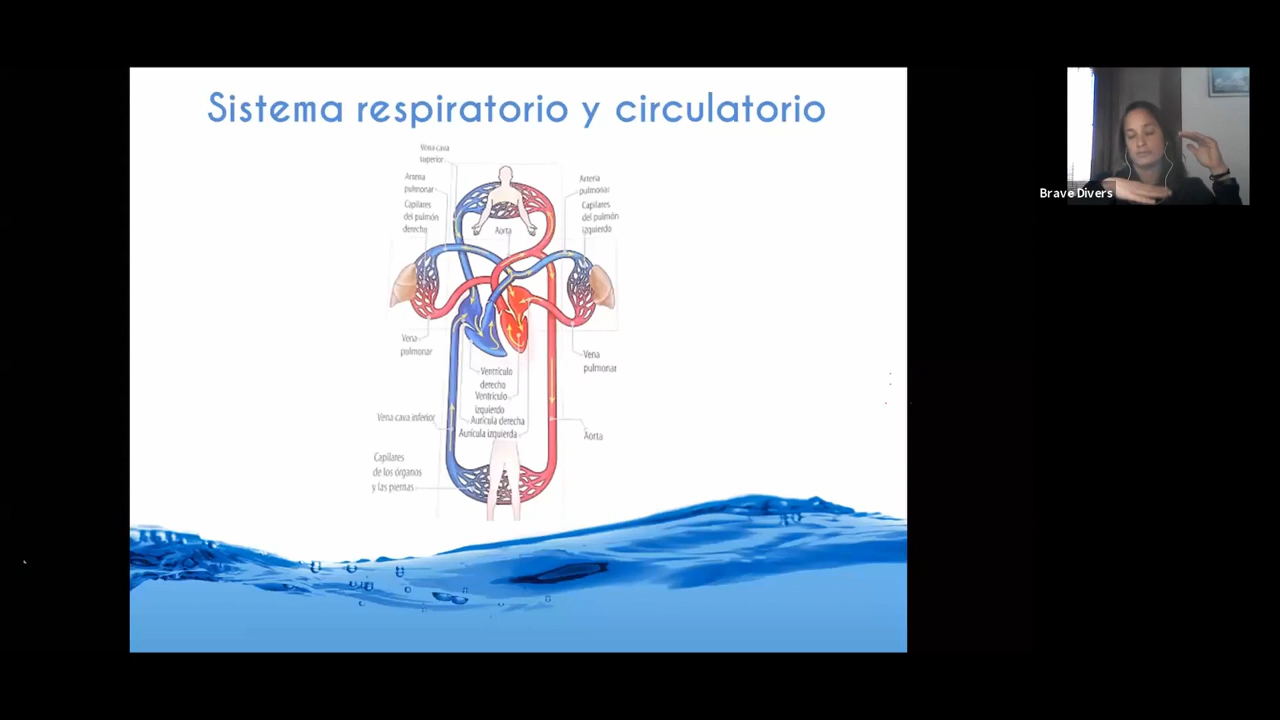 Sistema respiratorio y circulatorio
Vena cava
superior
Arteria
pulmonar
Capilares
del pulmón
derecho
Aorta
Arteria
pulmonar
Capilares
del pulmón
izquierdo
Vena
pulmonar
Vena
pulmonar
Ventrículo
derecho
Ventrículo
izquierdo
Aurícula derecha
Aurícula izquierda
Vena cava inferior
Aorta
Capilares
de los órganos
y las piernas
Brave Divers